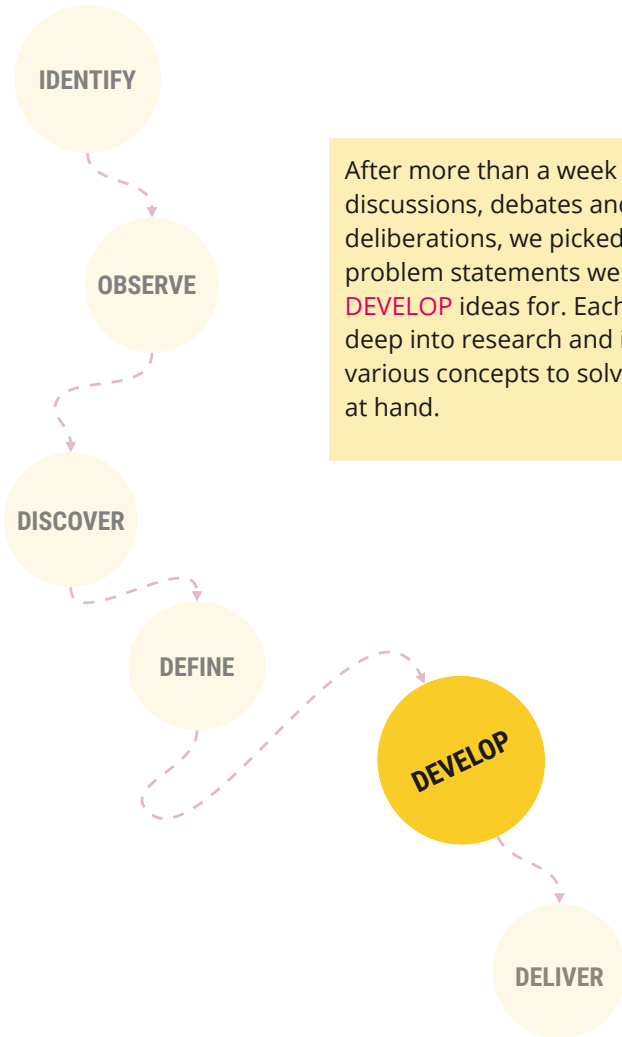 IDENTIFY
After more than a week
discussions, debates and
deliberations, we picked
problem statements we
DEVELOP ideas for. Each
deep into research and
various concepts to solv
at hand.
OBSERVE
DISCOVER
DEFINE
DEVELOP
DELIVER